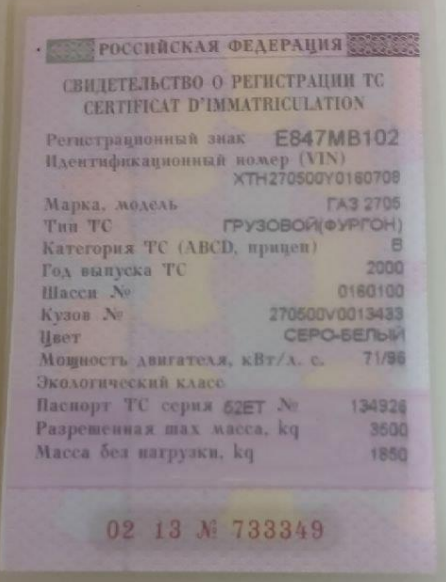 РОССИЙСКАЯ ФЕДЕРАЦИЯ
СВИДЕТЕЛЬСТВО О РЕГИСТРАЦИИ ТС
CERTIFICAT D'IMMATRICULATION
Регистрационный знак Е847МВ102
Идентификационный номер (VIN)
XTH270500Y0160708
Марка, модель ГАЗ 2705
Тип ТС ГРУЗОВОЙ(ФУРГОН)
Категория ТС (ABCD, прицеп) В
Год выпуска ТС 2000
Шасси № 0160100
Кузов № 270500V0013433
Цвет СЕРО-БЕЛЫЙ
Мощность двигателя, кВт/л. с. 71/96
Экологический класс
Паспорт ТС серия 52ЕТ № 134926
Разрешенная max масса, kg 3500
Масса без нагрузки, kg 1850
02 13 № 733349